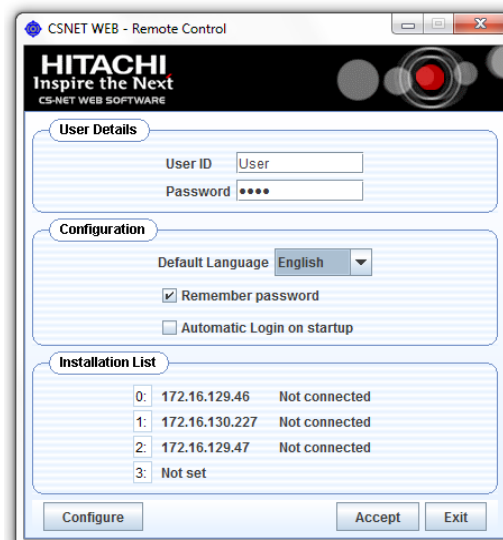 CSNET WEB - Remote Control
HITACHI
Inspire the Next
CS-NET WEB SOFTWARE
User Details
User ID User
Password ••••
Configuration
Default Language English
Remember password
Automatic Login on startup
Installation List
0: 172.16.129.46 Not connected
1: 172.16.130.227 Not connected
2: 172.16.129.47 Not connected
3: Not set
Configure Accept Exit